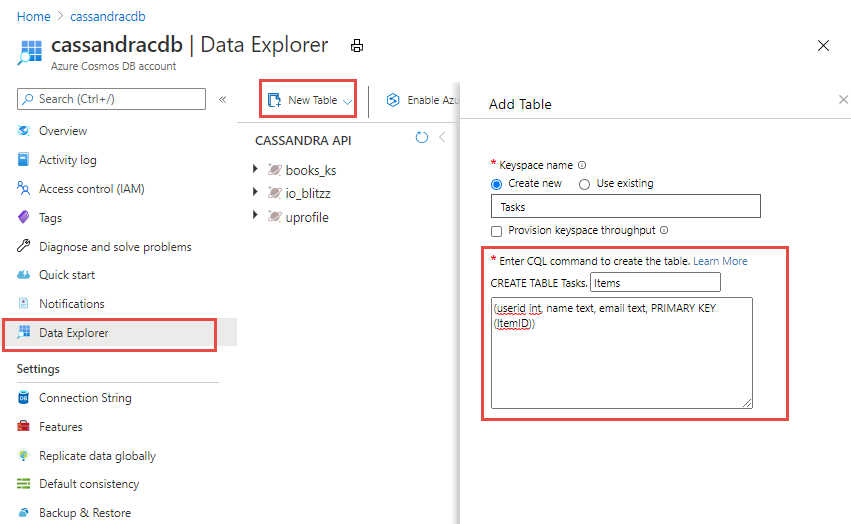 Home > cassandracdb
cassandracdb | Data Explorer
Azure Cosmos DB account
Search (Ctrl+/)
«
Overview
Activity log
Access control (IAM)
Tags
Diagnose and solve problems
Quick start
Notifications
Data Explorer
Settings
Connection String
Features
Replicate data globally
Default consistency
Backup & Restore
New Table
Enable Azu
CASSANDRA API
books_ks
io_blitzz
uprofile
Add Table
* Keyspace name
Create new Use existing
Tasks
Provision keyspace throughput
* Enter CQL command to create the table. Learn More
CREATE TABLE Tasks. Items
(userid int, name text, email text, PRIMARY KEY
(ItemID))